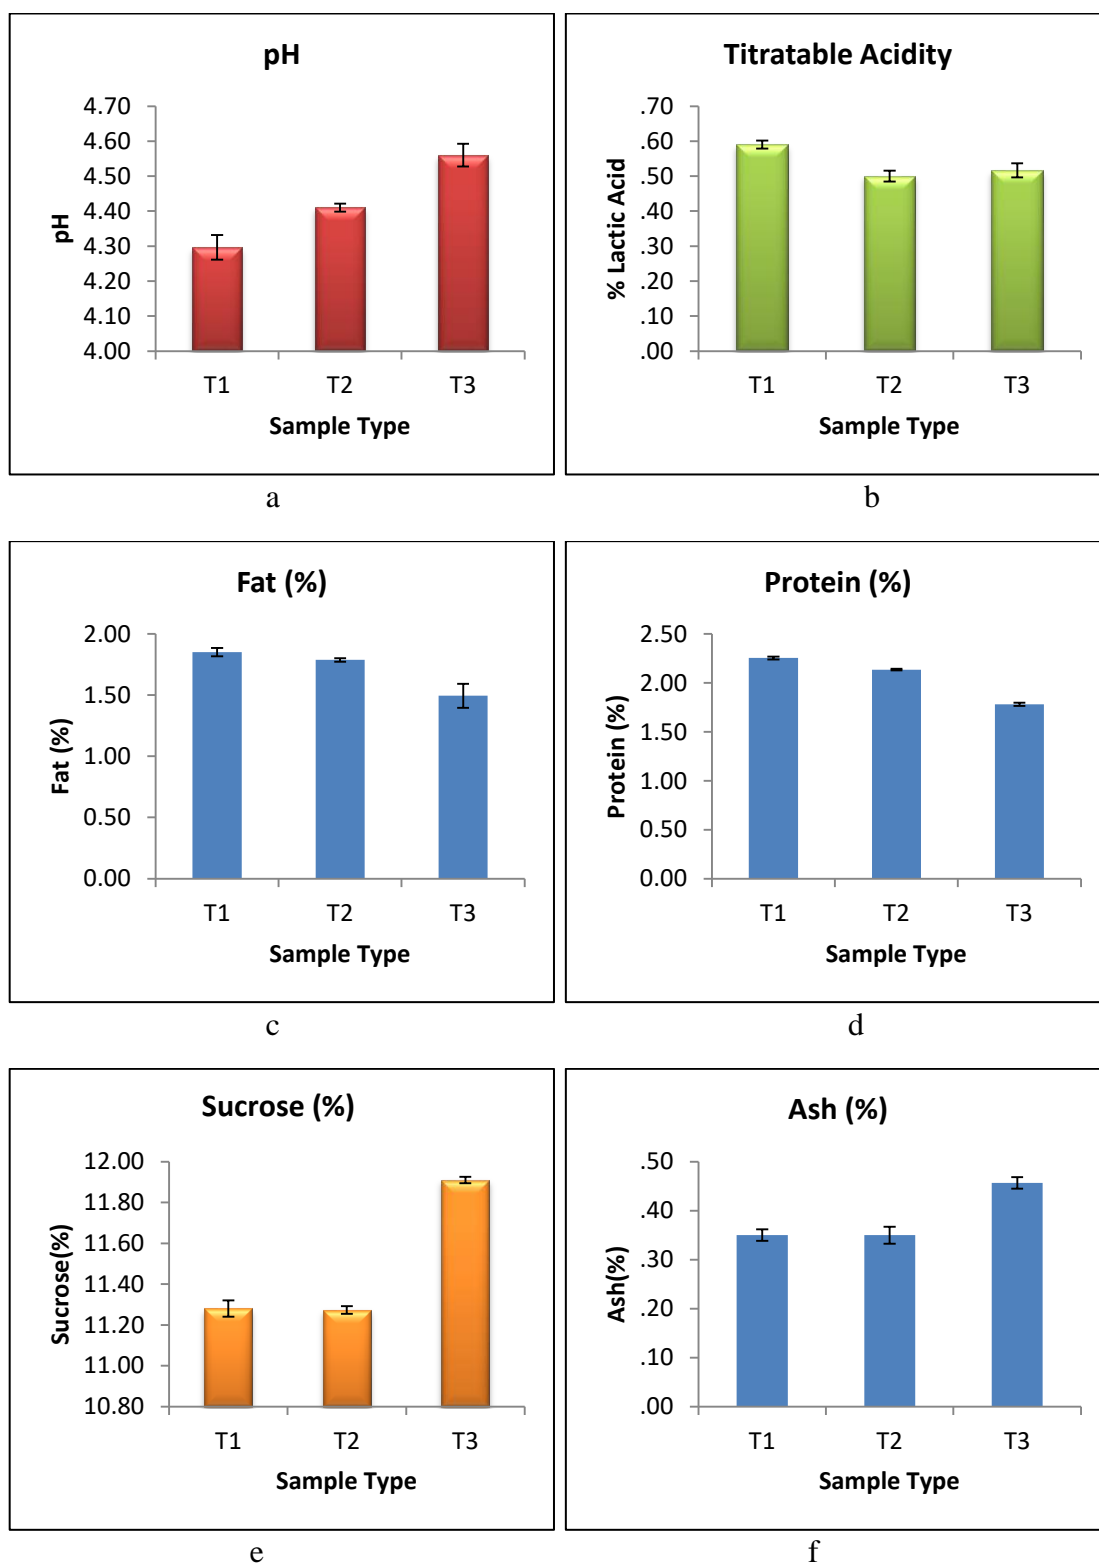 pH
4.70
4.60
4.50
4.40
4.30
4.20
4.10
4.00
pH
T1 T2 T3
Sample Type
a
Titratable Acidity
.70
.60
.50
.40
.30
.20
.10
.00
% Lactic Acid
T1 T2 T3
Sample Type
b
Fat (%)
2.00
1.50
1.00
0.50
0.00
Fat (%)
T1 T2 T3
Sample Type
c
Protein (%)
2.50
2.00
1.50
1.00
0.50
0.00
Protein (%)
T1 T2 T3
Sample Type
d
Sucrose (%)
12.00
11.80
11.60
11.40
11.20
11.00
10.80
Sucrose(%)
T1 T2 T3
Sample Type
e
Ash (%)
.50
.40
.30
.20
.10
.00
Ash(%)
T1 T2 T3
Sample Type
f